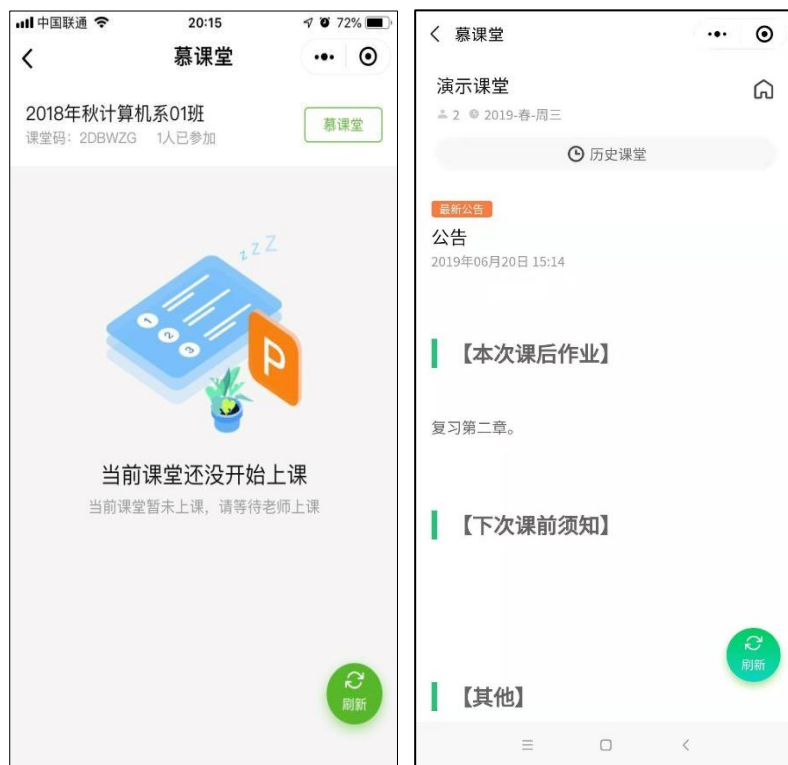 中国联通 20:15 72%
慕课堂
2018年秋计算机系01班
课堂码：2DBWZG 1人已参加
慕课堂
zZZ
1
2
3
P
当前课堂还没开始上课
当前课堂暂未上课，请等待老师上课
刷新
慕课堂
演示课堂
2 2019-春-周三
历史课堂
最新公告
公告
2019年06月20日 15:14
【本次课后作业】
复习第二章。
【下次课前须知】
刷新
【其他】